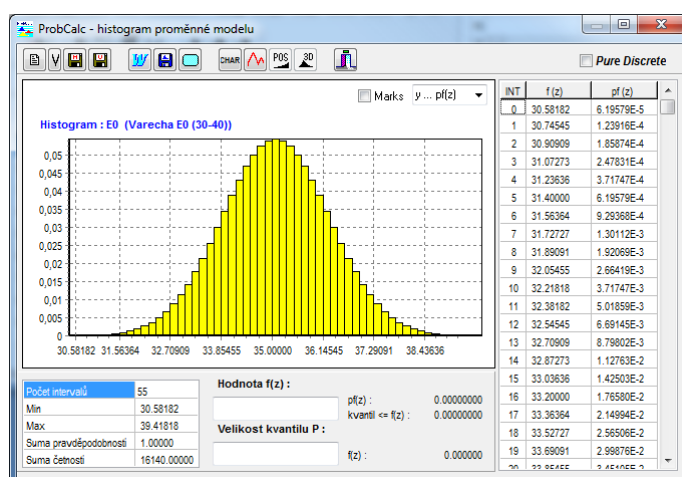 ProbCalc - histogram proměnné modelu
CHAR POS 3D Pure Discrete
Marks y ... pf(z)
Histogram : E0 (Varecha E0 (30-40))
0,05
0,045
0,04
0,035
0,03
0,025
0,02
0,015
0,01
0,005
0
30.58182 31.56364 32.70909 33.85455 35.00000 36.14545 37.29091 38.43636
Počet intervalů 55
Min 30.58182
Max 39.41818
Suma pravděpodobnosti 1.00000
Suma četnosti 16140.00000
Hodnota f(z) :
pf(z) : 0.00000000
kvantil <= f(z) : 0.00000000
Velikost kvantilu P :
f(z) : 0.000000
INT f (z) pf (z)
0 30.58182 6.19579E-5
1 30.74545 1.23916E-4
2 30.90909 1.85874E-4
3 31.07273 2.47831E-4
4 31.23636 3.71747E-4
5 31.40000 6.19579E-4
6 31.56364 9.29368E-4
7 31.72727 1.30112E-3
8 31.89091 1.92069E-3
9 32.05455 2.66419E-3
10 32.21818 3.71747E-3
11 32.38182 5.01859E-3
12 32.54545 6.69145E-3
13 32.70909 8.79802E-3
14 32.87273 1.12763E-2
15 33.03636 1.42503E-2
16 33.20000 1.76580E-2
17 33.36364 2.14994E-2
18 33.52727 2.56506E-2
19 33.69091 2.99876E-2
20 33.85455 3.45105E-2